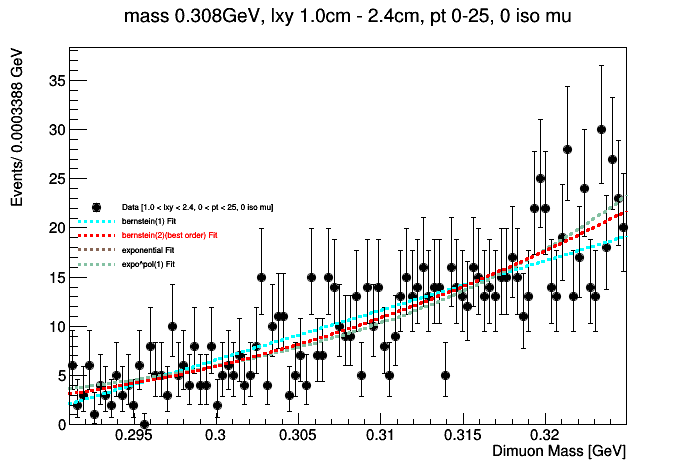 mass 0.308GeV, lxy 1.0cm - 2.4cm, pt 0-25, 0 iso mu
Events/ 0.0003388 GeV
35
30
25
20
15
10
5
0
Data [1.0 < lxy < 2.4, 0 < pt < 25, 0 iso mu]
bernstein(1) Fit
bernstein(2)(best order) Fit
exponential Fit
expo*pol(1) Fit
0.295 0.3 0.305 0.31 0.315 0.32
Dimuon Mass [GeV]